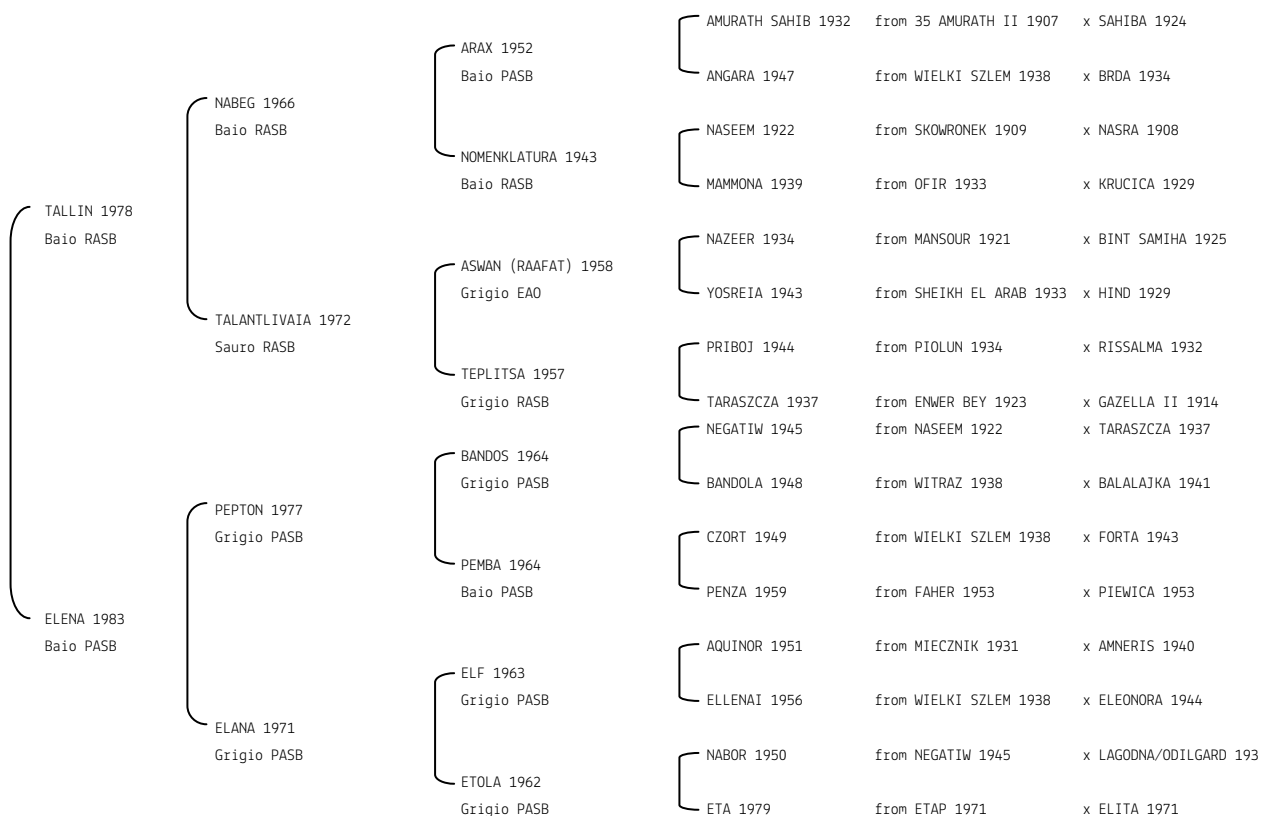 AMURATH SAHIB 1932 from 35 AMURATH II 1907 x SAHIBA 1924
ARAX 1952
Baio PASB
ANGARA 1947 from WIELKI SZLEM 1938 x BRDA 1934
NABEG 1966
Baio RASB
NASEEM 1922 from SKOWRONEK 1909 x NASRA 1908
NOMENKLATURA 1943
Baio RASB
MAMMONA 1939 from OFIR 1933 x KRUCICA 1929
TALLIN 1978
Baio RASB
NAZEER 1934 from MANSOUR 1921 x BINT SAMIHA 1925
ASWAN (RAAFAT) 1958
Grigio EAO
YOSREIA 1943 from SHEIKH EL ARAB 1933 x HIND 1929
TALANTLIVAIA 1972
Sauro RASB
PRIBOJ 1944 from PIOLUN 1934 x RISSALMA 1932
TEPLITSA 1957
Grigio RASB
TARASZCZA 1937 from ENWER BEY 1923 x GAZELLA II 1914
NEGATIW 1945 from NASEEM 1922 x TARASZCZA 1937
BANDOS 1964
Grigio PASB
BANDOLA 1948 from WITRAZ 1938 x BALALAJKA 1941
PEPTON 1977
Grigio PASB
CZORT 1949 from WIELKI SZLEM 1938 x FORTA 1943
PEMBA 1964
Baio PASB
PENZA 1959 from FAHER 1953 x PIEWICA 1953
ELENA 1983
Baio PASB
AQUINOR 1951 from MIECZNIK 1931 x AMNERIS 1940
ELF 1963
Grigio PASB
ELLENAI 1956 from WIELKI SZLEM 1938 x ELEONORA 1944
ELANA 1971
Grigio PASB
NABOR 1950 from NEGATIW 1945 x LAGODNA/ODILGARD 193
ETOLA 1962
Grigio PASB
ETA 1979 from ETAP 1971 x ELITA 1971